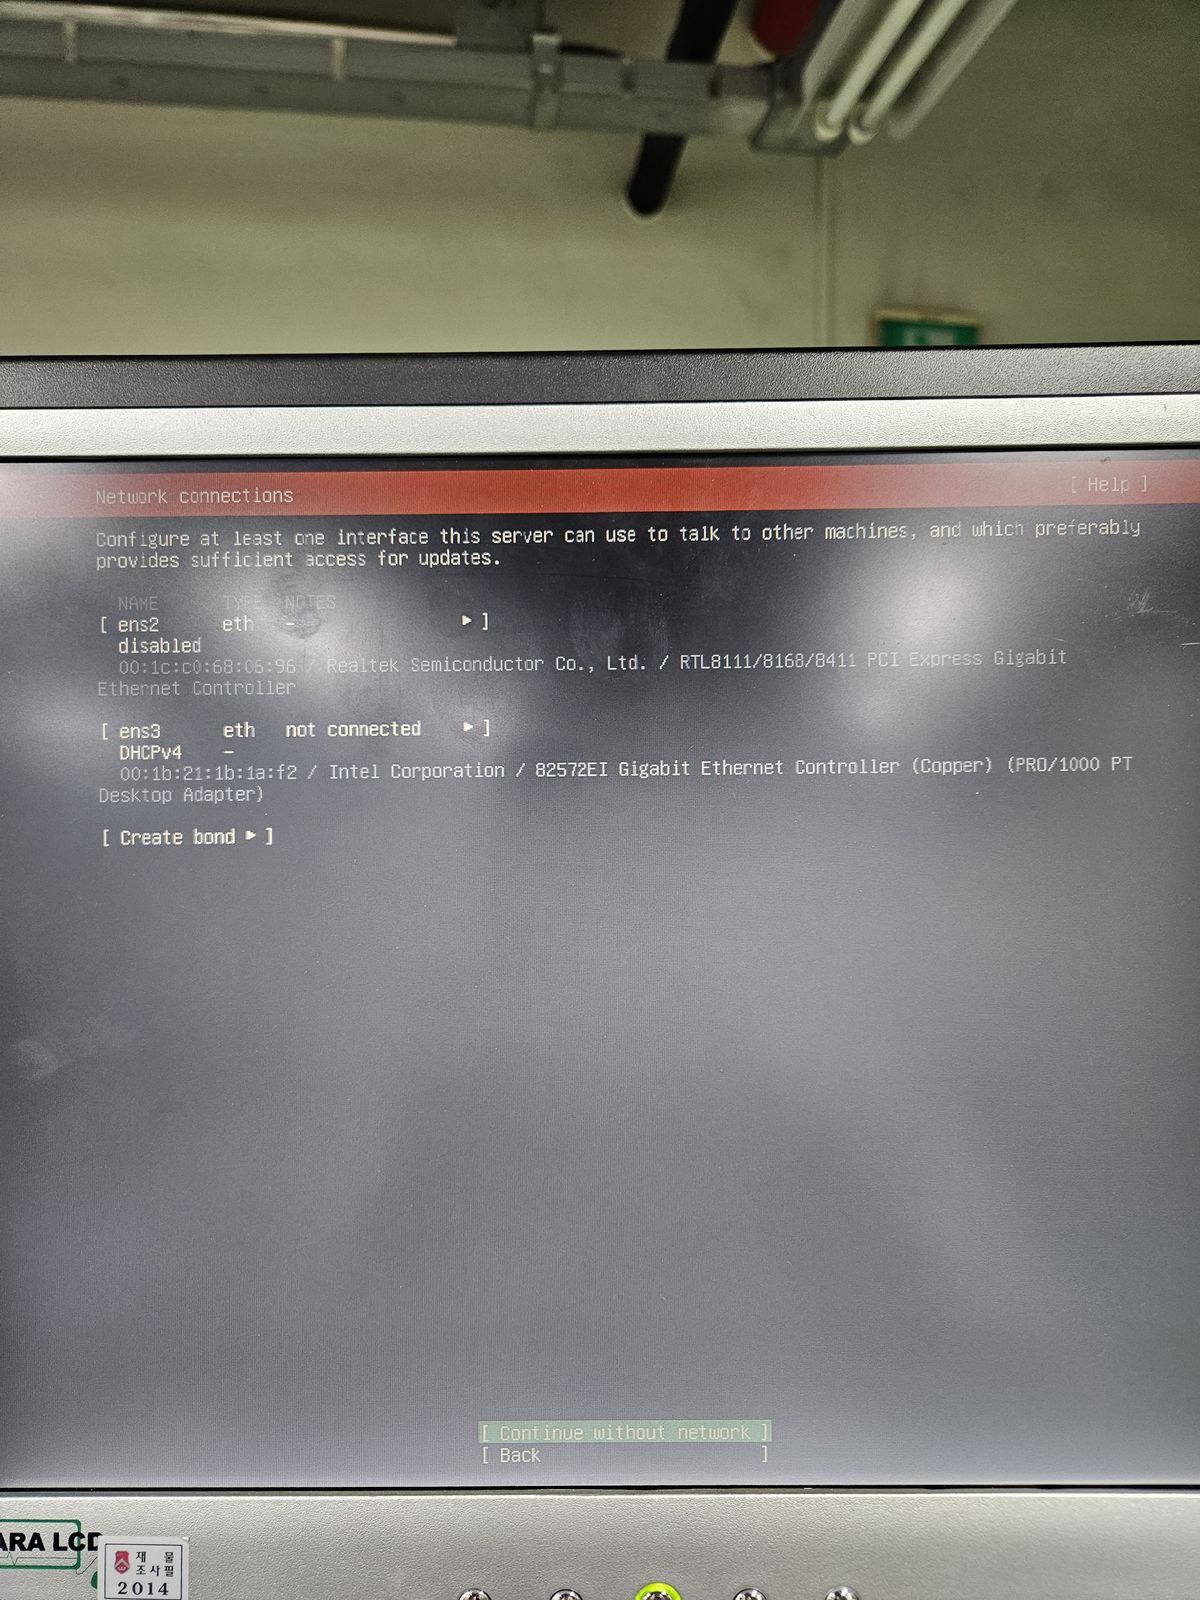 Network connections [ Help ]
Configure at least one interface this server can use to talk to other machines, and which preferably
provides sufficient access for updates.
NAME TYPE NOTES
[ ens2 eth - ▸ ]
disabled
00:1c:c0:68:06:96 / Realtek Semiconductor Co., Ltd. / RTL8111/8168/8411 PCI Express Gigabit
Ethernet Controller
[ ens3 eth not connected ▸ ]
DHCPv4 -
00:1b:21:1b:1a:f2 / Intel Corporation / 82572EI Gigabit Ethernet Controller (Copper) (PRO/1000 PT
Desktop Adapter)
[ Create bond ▸ ]
[ Continue without network ]
[ Back ]
ARA LCD
재 물
조사필
2014